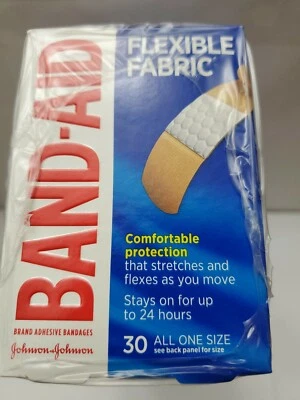 BAND-AID
BRAND ADHESIVE BANDAGES
Johnson & Johnson
FLEXIBLE
FABRIC
Comfortable
protection
that stretches and
flexes as you move
Stays on for up
to 24 hours
30 ALL ONE SIZE
see back panel for size